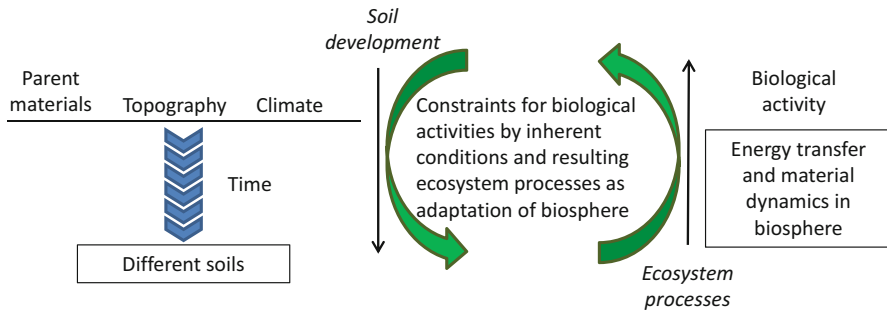 Soil
development
Parent
materials
Topography
Climate
Time
Different soils
Constraints for biological
activities by inherent
conditions and resulting
ecosystem processes as
adaptation of biosphere
Biological
activity
Energy transfer
and material
dynamics in
biosphere
Ecosystem
processes